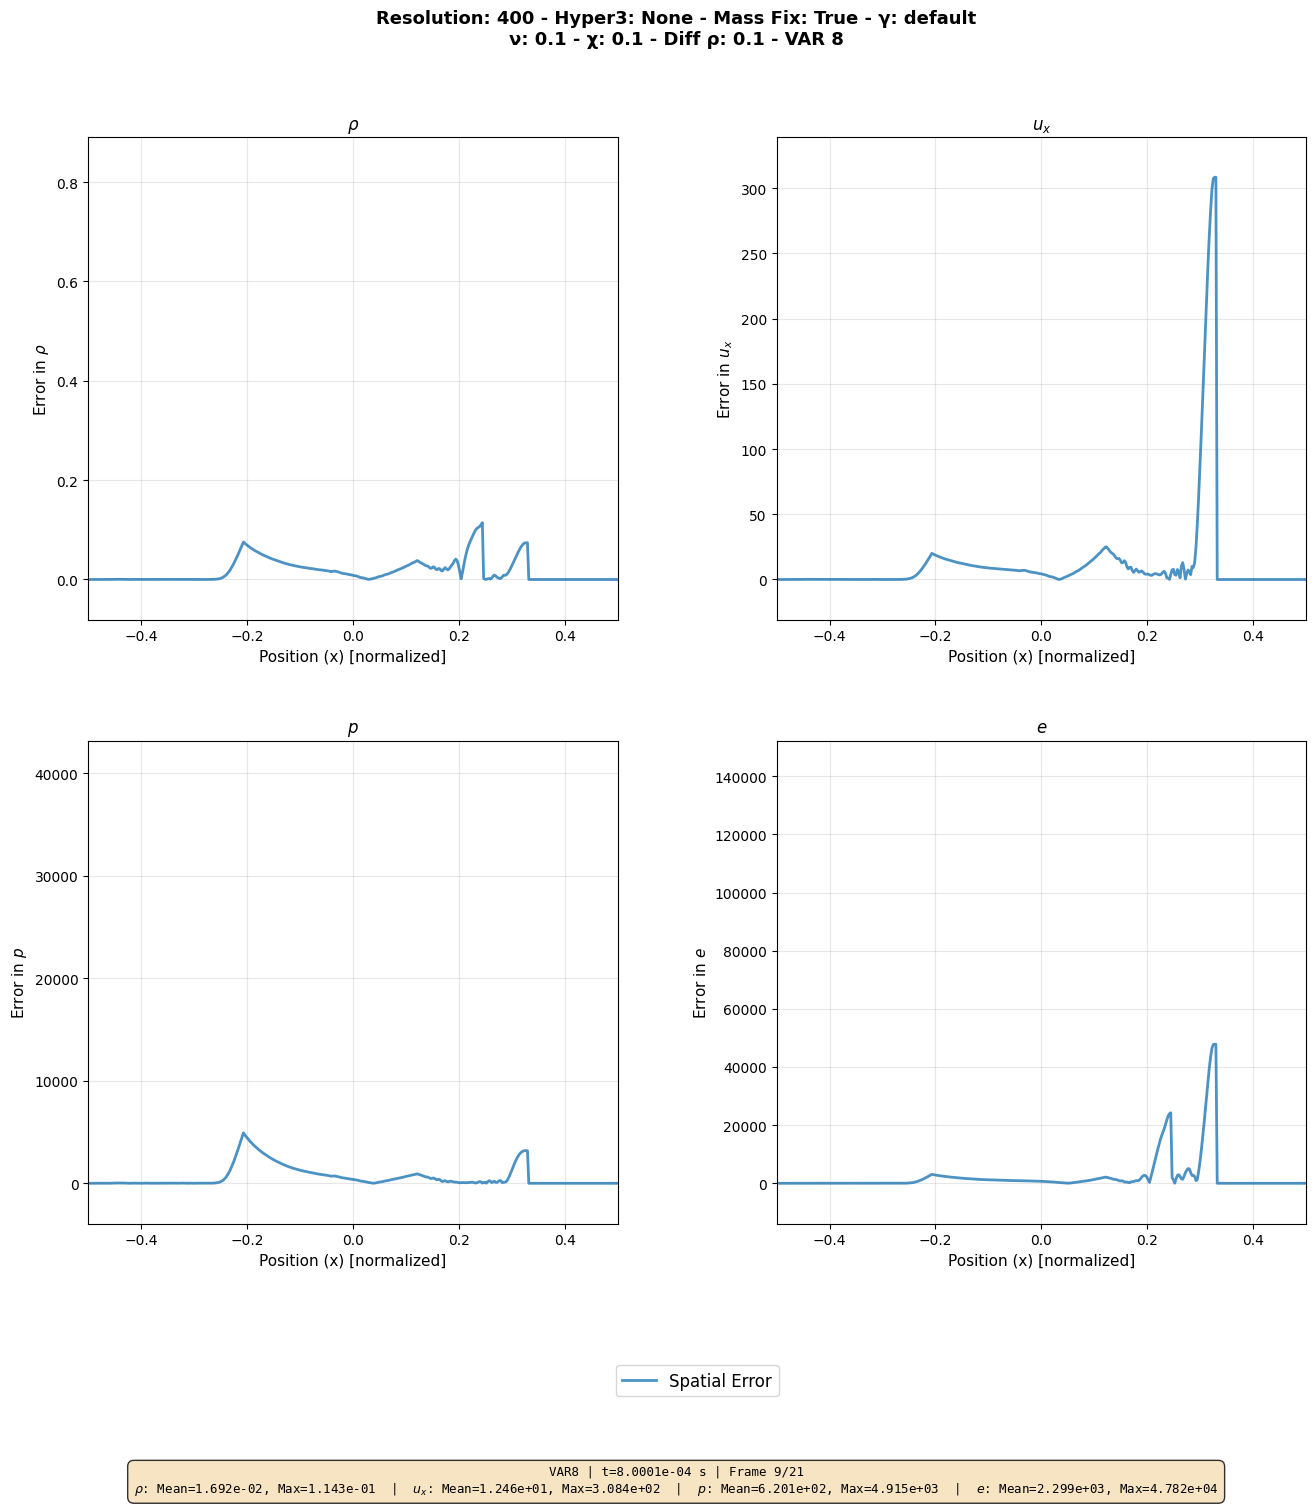 Resolution: 400 - Hyper3: None - Mass Fix: True - γ: default
ν: 0.1 - χ: 0.1 - Diff ρ: 0.1 - VAR 8
ρ
Error in ρ
0.8
0.6
0.4
0.2
0.0
−0.4 −0.2 0.0 0.2 0.4
Position (x) [normalized]
u_x
Error in u_x
300
250
200
150
100
50
0
−0.4 −0.2 0.0 0.2 0.4
Position (x) [normalized]
p
Error in p
40000
30000
20000
10000
0
−0.4 −0.2 0.0 0.2 0.4
Position (x) [normalized]
e
Error in e
140000
120000
100000
80000
60000
40000
20000
0
−0.4 −0.2 0.0 0.2 0.4
Position (x) [normalized]
Spatial Error
VAR8 | t=8.0001e-04 s | Frame 9/21
ρ: Mean=1.692e-02, Max=1.143e-01 | u_x: Mean=1.246e+01, Max=3.084e+02 | p: Mean=6.201e+02, Max=4.915e+03 | e: Mean=2.299e+03, Max=4.782e+04